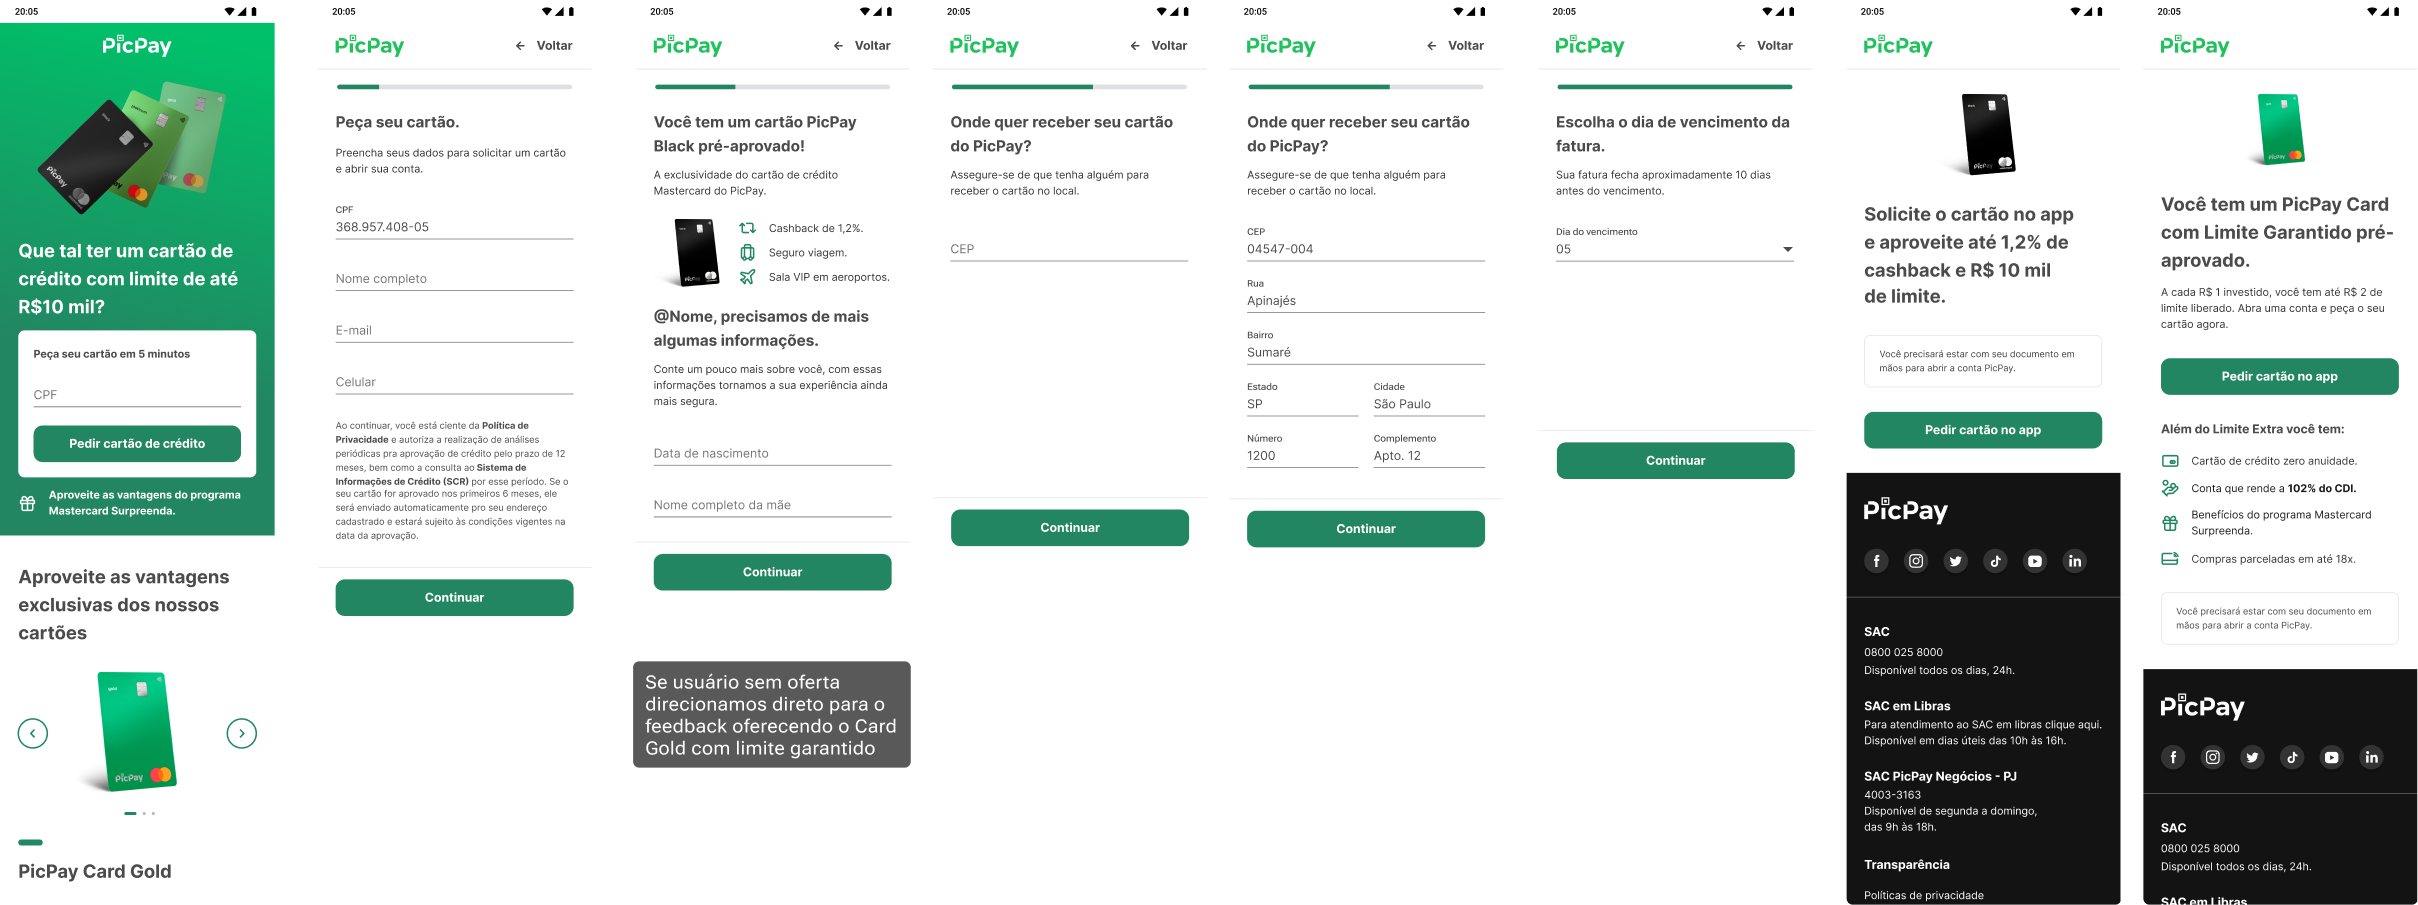 20:05
PicPay
PicPay
PicPay
Que tal ter um cartão de
crédito com limite de até
R$10 mil?
Peça seu cartão em 5 minutos
CPF
Pedir cartão de crédito
Aproveite as vantagens do programa
Mastercard Surpreenda.
Aproveite as vantagens
exclusivas dos nossos
cartões
gold
PicPay
PicPay Card Gold
20:05
PicPay
Voltar
Peça seu cartão.
Preencha seus dados para solicitar um cartão
e abrir sua conta.
CPF
368.957.408-05
Nome completo
E-mail
Celular
Ao continuar, você está ciente da Política de
Privacidade e autoriza a realização de análises
periódicas pra aprovação de crédito pelo prazo de 12
meses, bem como a consulta ao Sistema de
Informações de Crédito (SCR) por esse período. Se o
seu cartão for aprovado nos primeiros 6 meses, ele
será enviado automaticamente pro seu endereço
cadastrado e estará sujeito às condições vigentes na
data da aprovação.
Continuar
20:05
PicPay
Voltar
Você tem um cartão PicPay
Black pré-aprovado!
A exclusividade do cartão de crédito
Mastercard do PicPay.
PicPay
Cashback de 1,2%.
Seguro viagem.
Sala VIP em aeroportos.
@Nome, precisamos de mais
algumas informações.
Conte um pouco mais sobre você, com essas
informações tornamos a sua experiência ainda
mais segura.
Data de nascimento
Nome completo da mãe
Continuar
Se usuário sem oferta
direcionamos direto para o
feedback oferecendo o Card
Gold com limite garantido
20:05
PicPay
Voltar
Onde quer receber seu cartão
do PicPay?
Assegure-se de que tenha alguém para
receber o cartão no local.
CEP
Continuar
20:05
PicPay
Voltar
Onde quer receber seu cartão
do PicPay?
Assegure-se de que tenha alguém para
receber o cartão no local.
CEP
04547-004
Rua
Apinajés
Bairro
Sumaré
Estado
SP
Cidade
São Paulo
Número
1200
Complemento
Apto. 12
Continuar
20:05
PicPay
Voltar
Escolha o dia de vencimento da
fatura.
Sua fatura fecha aproximadamente 10 dias
antes do vencimento.
Dia do vencimento
05
Continuar
20:05
PicPay
PicPay
Solicite o cartão no app
e aproveite até 1,2% de
cashback e R$ 10 mil
de limite.
Você precisará estar com seu documento em
mãos para abrir a conta PicPay.
Pedir cartão no app
PicPay
SAC
0800 025 8000
Disponível todos os dias, 24h.
SAC em Libras
Para atendimento ao SAC em libras clique aqui.
Disponível em dias úteis das 10h às 16h.
SAC PicPay Negócios - PJ
4003-3163
Disponível de segunda a domingo,
das 9h às 18h.
Transparência
Políticas de privacidade
20:05
PicPay
PicPay
Você tem um PicPay Card
com Limite Garantido pré-
aprovado.
A cada R$ 1 investido, você tem até R$ 2 de
limite liberado. Abra uma conta e peça o seu
cartão agora.
Pedir cartão no app
Além do Limite Extra você tem:
Cartão de crédito zero anuidade.
Conta que rende a 102% do CDI.
Benefícios do programa Mastercard
Surpreenda.
Compras parceladas em até 18x.
Você precisará estar com seu documento em
mãos para abrir a conta PicPay.
PicPay
SAC
0800 025 8000
Disponível todos os dias, 24h.
SAC em Libras